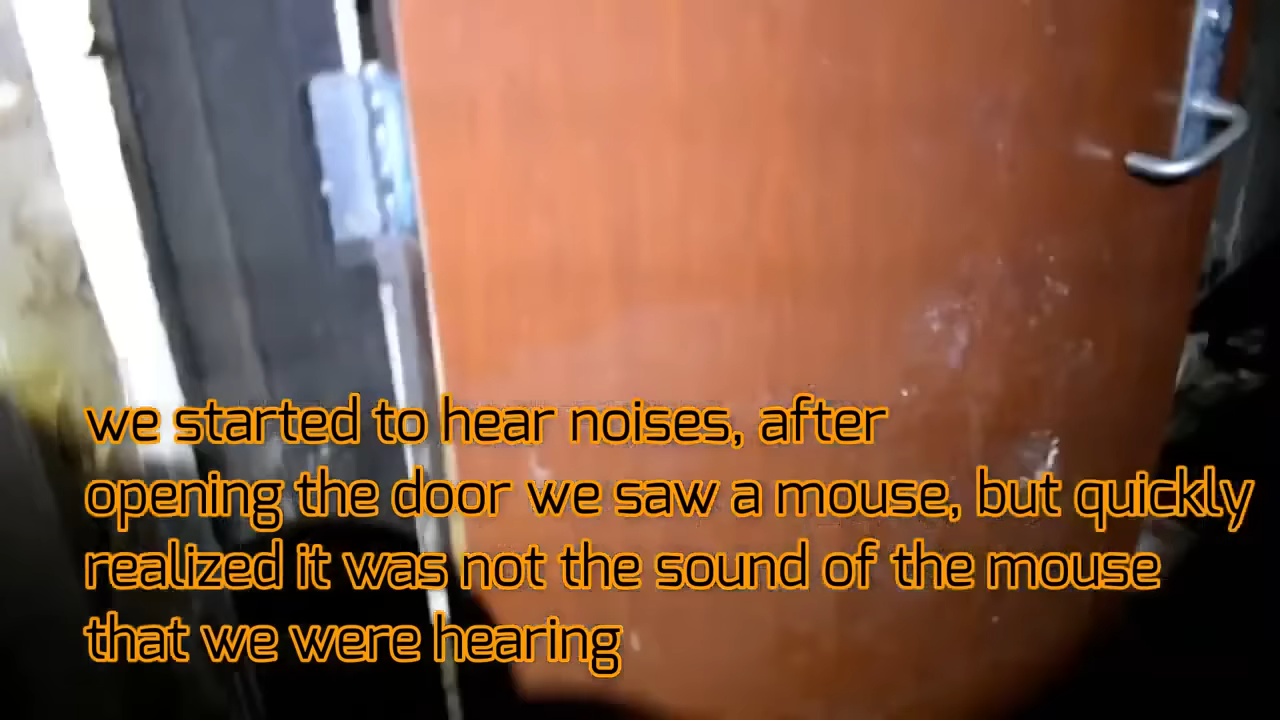 we started to hear noises, after
opening the door we saw a mouse, but quickly
realized it was not the sound of the mouse
that we were hearing